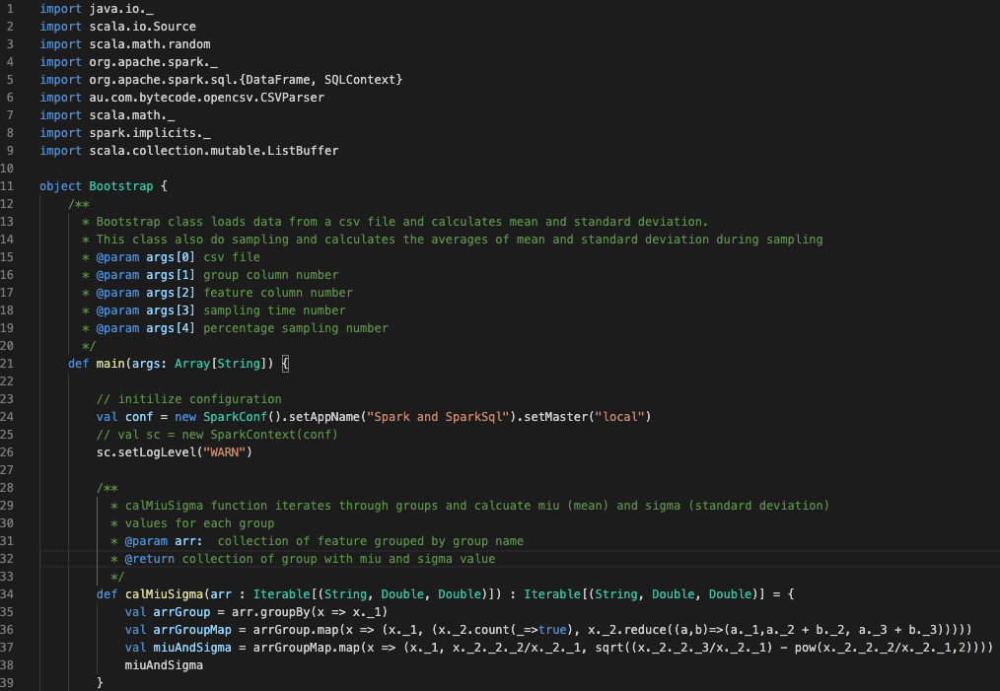 1 import java.io._
2 import scala.io.Source
3 import scala.math.random
4 import org.apache.spark._
5 import org.apache.spark.sql.{DataFrame, SQLContext}
6 import au.com.bytecode.opencsv.CSVParser
7 import scala.math._
8 import spark.implicits._
9 import scala.collection.mutable.ListBuffer
10
11 object Bootstrap {
12 /**
13 * Bootstrap class loads data from a csv file and calculates mean and standard deviation.
14 * This class also do sampling and calculates the averages of mean and standard deviation during sampling
15 * @param args[0] csv file
16 * @param args[1] group column number
17 * @param args[2] feature column number
18 * @param args[3] sampling time number
19 * @param args[4] percentage sampling number
20 */
21 def main(args: Array[String]) {
22
23 // initilize configuration
24 val conf = new SparkConf().setAppName("Spark and SparkSql").setMaster("local")
25 // val sc = new SparkContext(conf)
26 sc.setLogLevel("WARN")
27
28 /**
29 * calMiuSigma function iterates through groups and calcuate miu (mean) and sigma (standard deviation)
30 * values for each group
31 * @param arr: collection of feature grouped by group name
32 * @return collection of group with miu and sigma value
33 */
34 def calMiuSigma(arr : Iterable[(String, Double, Double)]) : Iterable[(String, Double, Double)] = {
35 val arrGroup = arr.groupBy(x => x._1)
36 val arrGroupMap = arrGroup.map(x => (x._1, (x._2.count(_=>true), x._2.reduce((a,b)=>(a._1,a._2 + b._2, a._3 + b._3)))))
37 val miuAndSigma = arrGroupMap.map(x => (x._1, x._2._2._2/x._2._1, sqrt((x._2._2._3/x._2._1) - pow(x._2._2._2/x._2._1,2))))
38 miuAndSigma
39 }